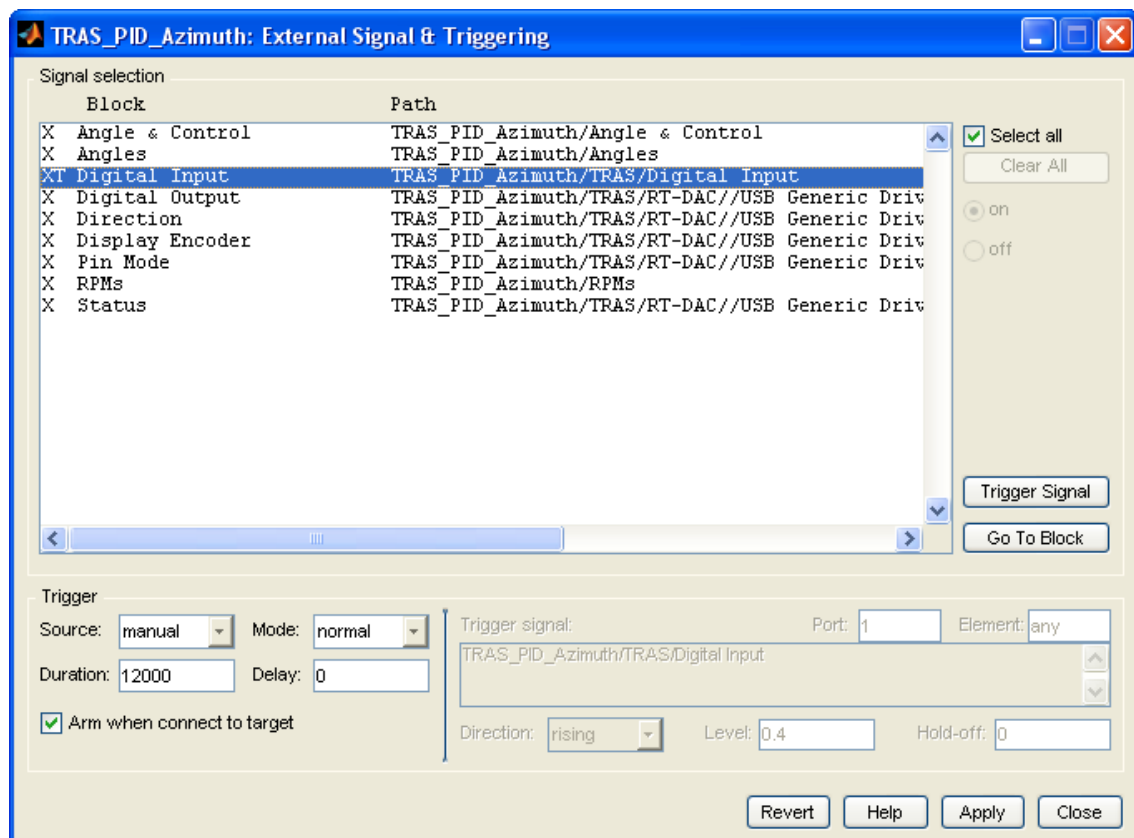 TRAS_PID_Azimuth: External Signal & Triggering
Signal selection
Block Path
X Angle & Control TRAS_PID_Azimuth/Angle & Control
X Angles TRAS_PID_Azimuth/Angles
XT Digital Input TRAS_PID_Azimuth/TRAS/Digital Input
X Digital Output TRAS_PID_Azimuth/TRAS/RT-DAC//USB Generic Driv
X Direction TRAS_PID_Azimuth/TRAS/RT-DAC//USB Generic Driv
X Display Encoder TRAS_PID_Azimuth/TRAS/RT-DAC//USB Generic Driv
X Pin Mode TRAS_PID_Azimuth/TRAS/RT-DAC//USB Generic Driv
X RPMs TRAS_PID_Azimuth/RPMs
X Status TRAS_PID_Azimuth/TRAS/RT-DAC//USB Generic Driv
Select all
Clear All
on
off
Trigger Signal
Go To Block
Trigger
Source: manual Mode: normal
Duration: 12000 Delay: 0
Arm when connect to target
Trigger signal: Port: 1 Element: any
TRAS_PID_Azimuth/TRAS/Digital Input
Direction: rising Level: 0.4 Hold-off: 0
Revert Help Apply Close